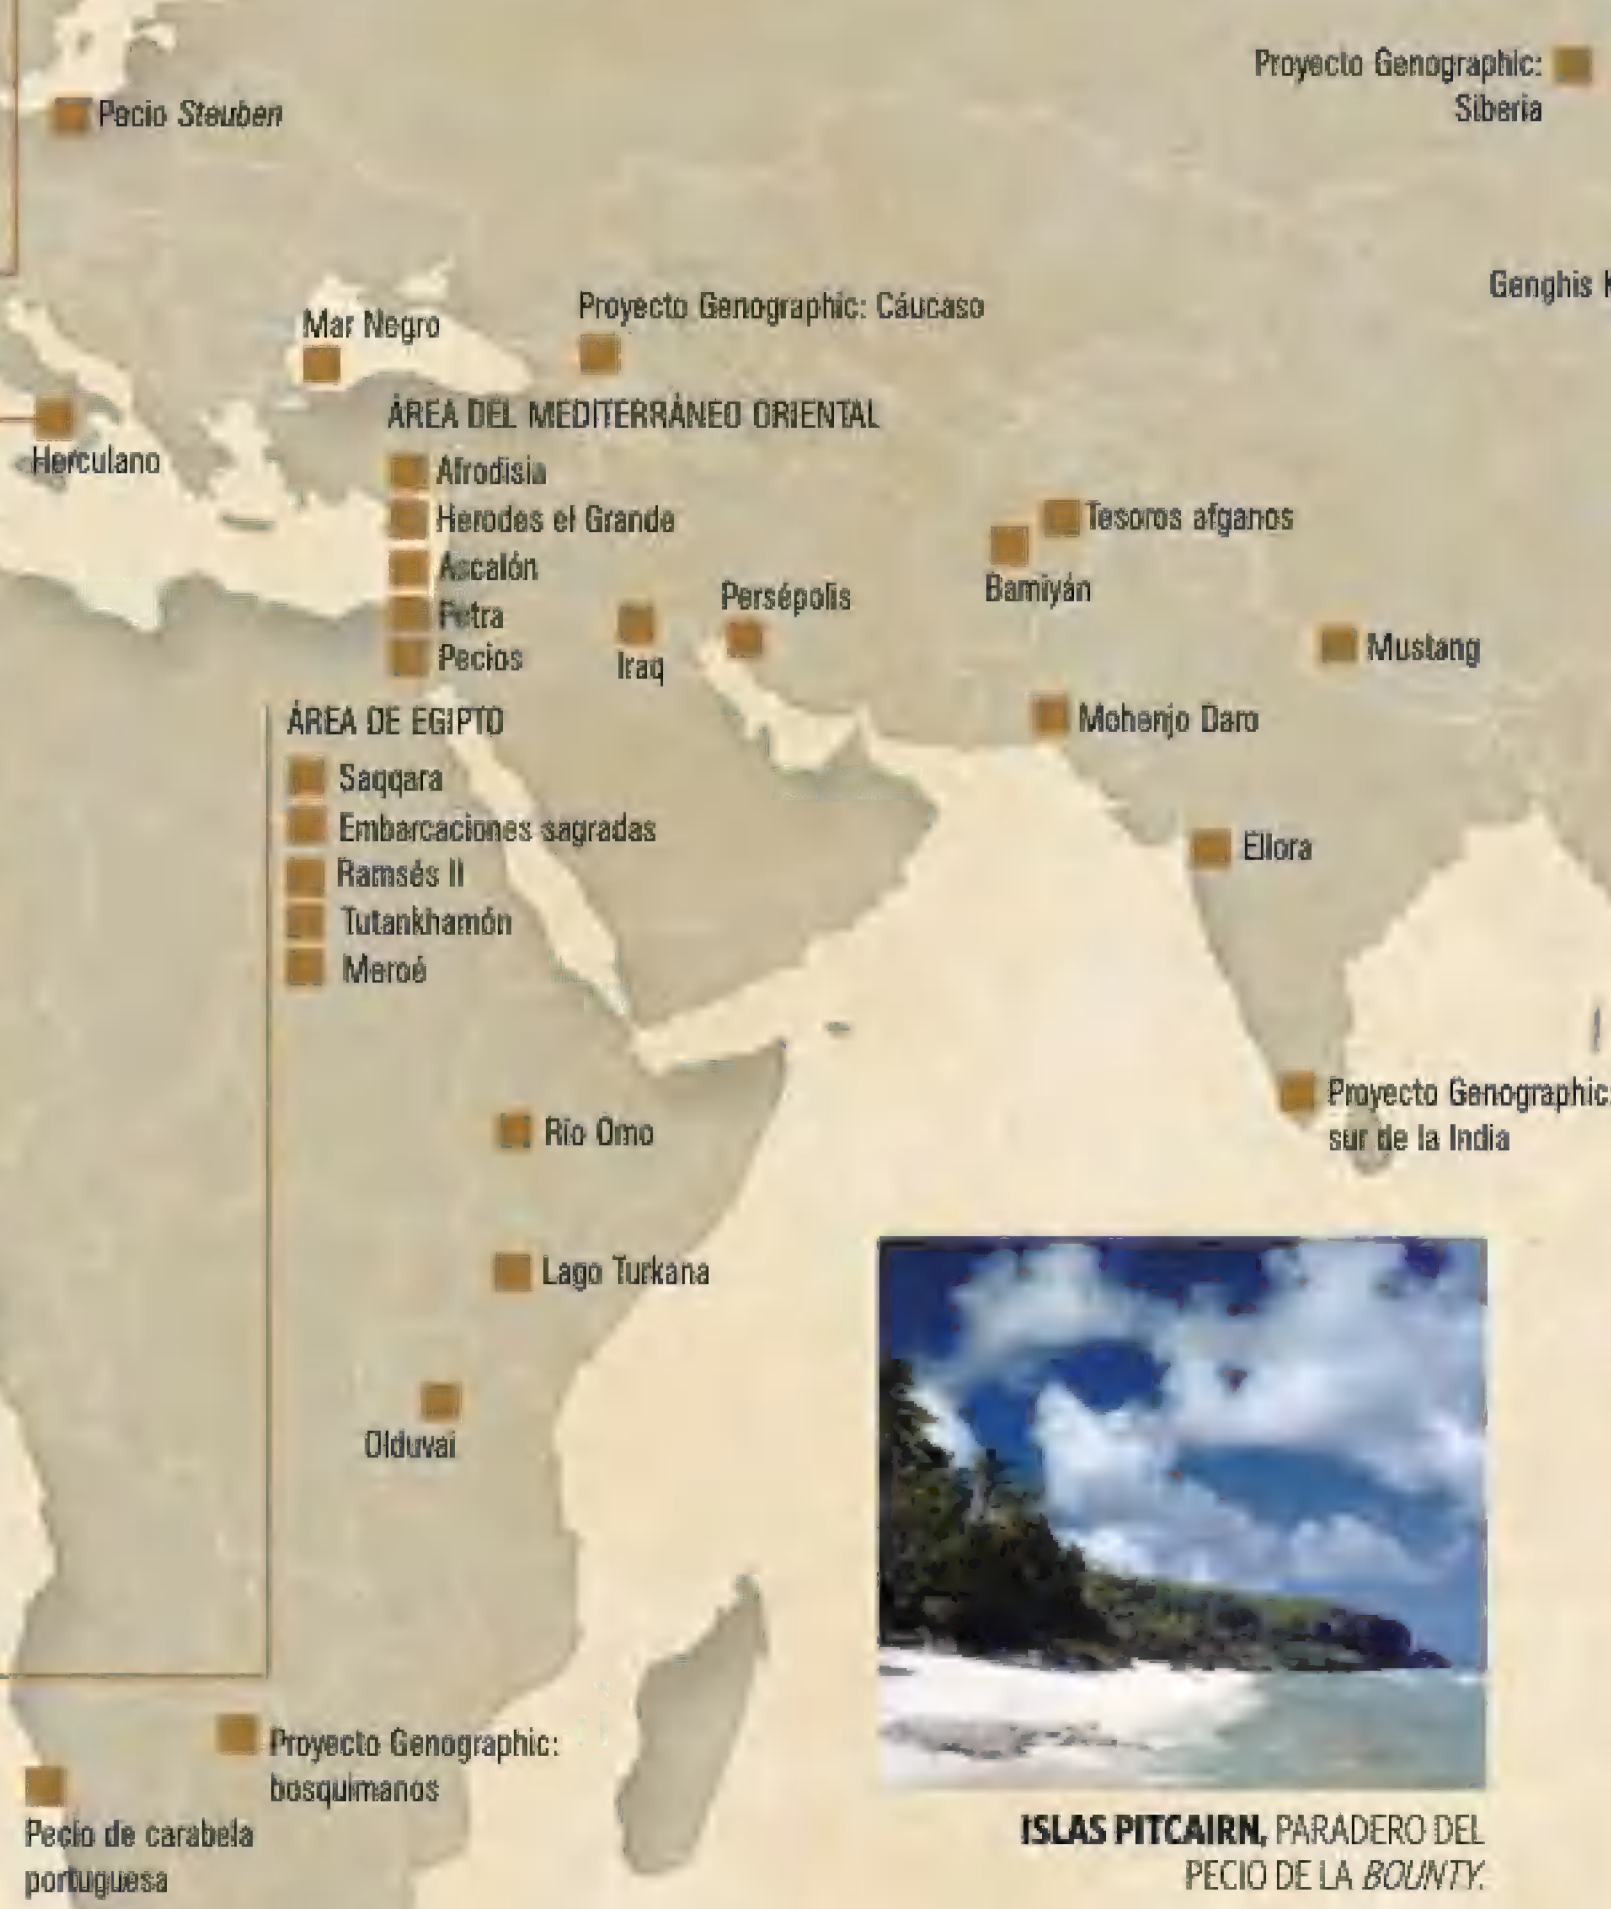 Proyecto Genographic:
Siberia
Pecio Steuben
Genghis
Proyecto Genographic: Cáucaso
Mar Negro
ÁREA DEL MEDITERRÁNEO ORIENTAL
Herculano
Afrodisia
Herodes el Grande
Ascalón
Petra
Pecios
Tesoros afganos
Bamiyán
Persépolis
Iraq
Mustang
Mohenjo Daro
ÁREA DE EGIPTO
Saqqara
Embarcaciones sagradas
Ramsés II
Tutankhamón
Meroé
Ellora
Proyecto Genographic:
sur de la India
Río Omo
Lago Turkana
Olduvai
Proyecto Genographic:
bosquimanos
Pecio de carabela
portuguesa
ISLAS PITCAIRN, PARADERO DEL
PECIO DE LA BOUNTY.